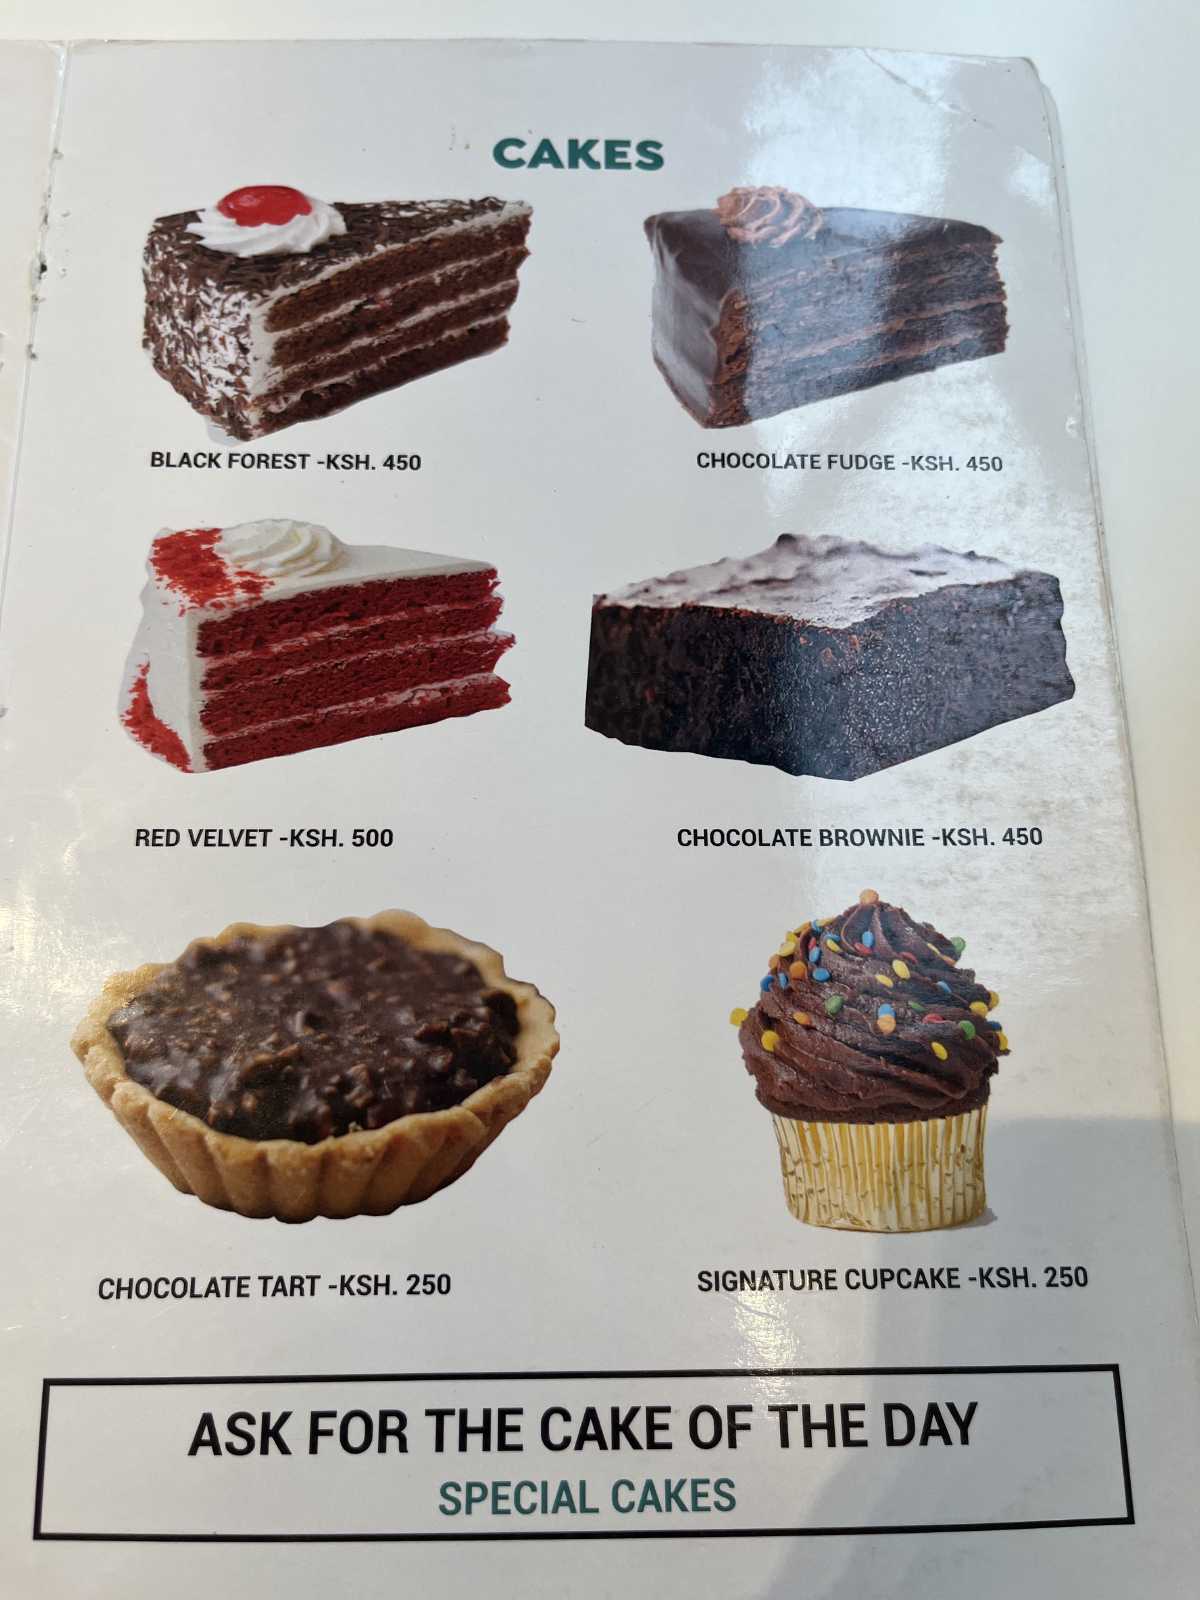 CAKES
BLACK FOREST -KSH. 450
CHOCOLATE FUDGE -KSH. 450
RED VELVET -KSH. 500
CHOCOLATE BROWNIE -KSH. 450
CHOCOLATE TART -KSH. 250
SIGNATURE CUPCAKE -KSH. 250
ASK FOR THE CAKE OF THE DAY
SPECIAL CAKES